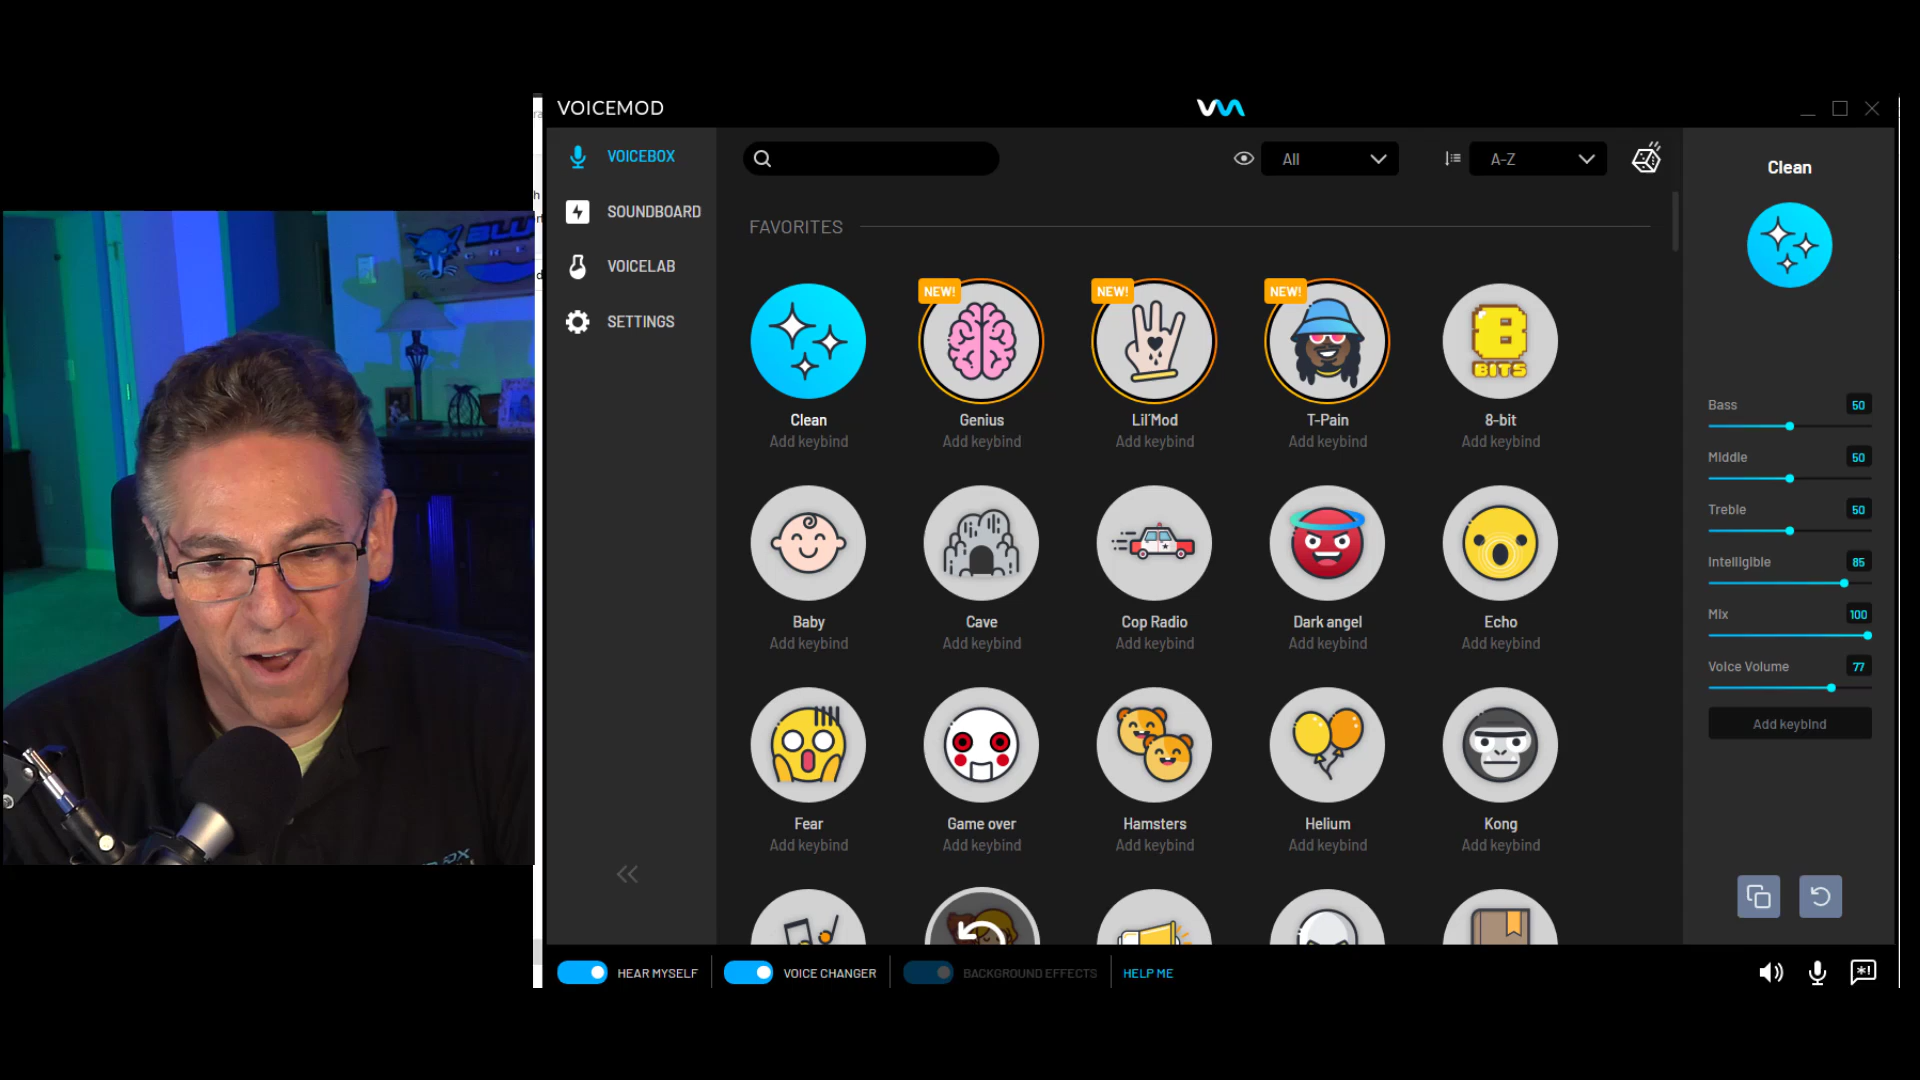 VOICEMOD
VOICEBOX
SOUNDBOARD
VOICELAB
SETTINGS
All
A-Z
FAVORITES
Clean
Add keybind
NEW!
Genius
Add keybind
NEW!
Lil'Mod
Add keybind
NEW!
T-Pain
Add keybind
8
BITS
8-bit
Add keybind
Baby
Add keybind
Cave
Add keybind
Cop Radio
Add keybind
Dark angel
Add keybind
Echo
Add keybind
Fear
Add keybind
Game over
Add keybind
Hamsters
Add keybind
Helium
Add keybind
Kong
Add keybind
Clean
Bass 50
Middle 50
Treble 50
Intelligible 85
Mix 100
Voice Volume 77
Add keybind
HEAR MYSELF
VOICE CHANGER
BACKGROUND EFFECTS
HELP ME